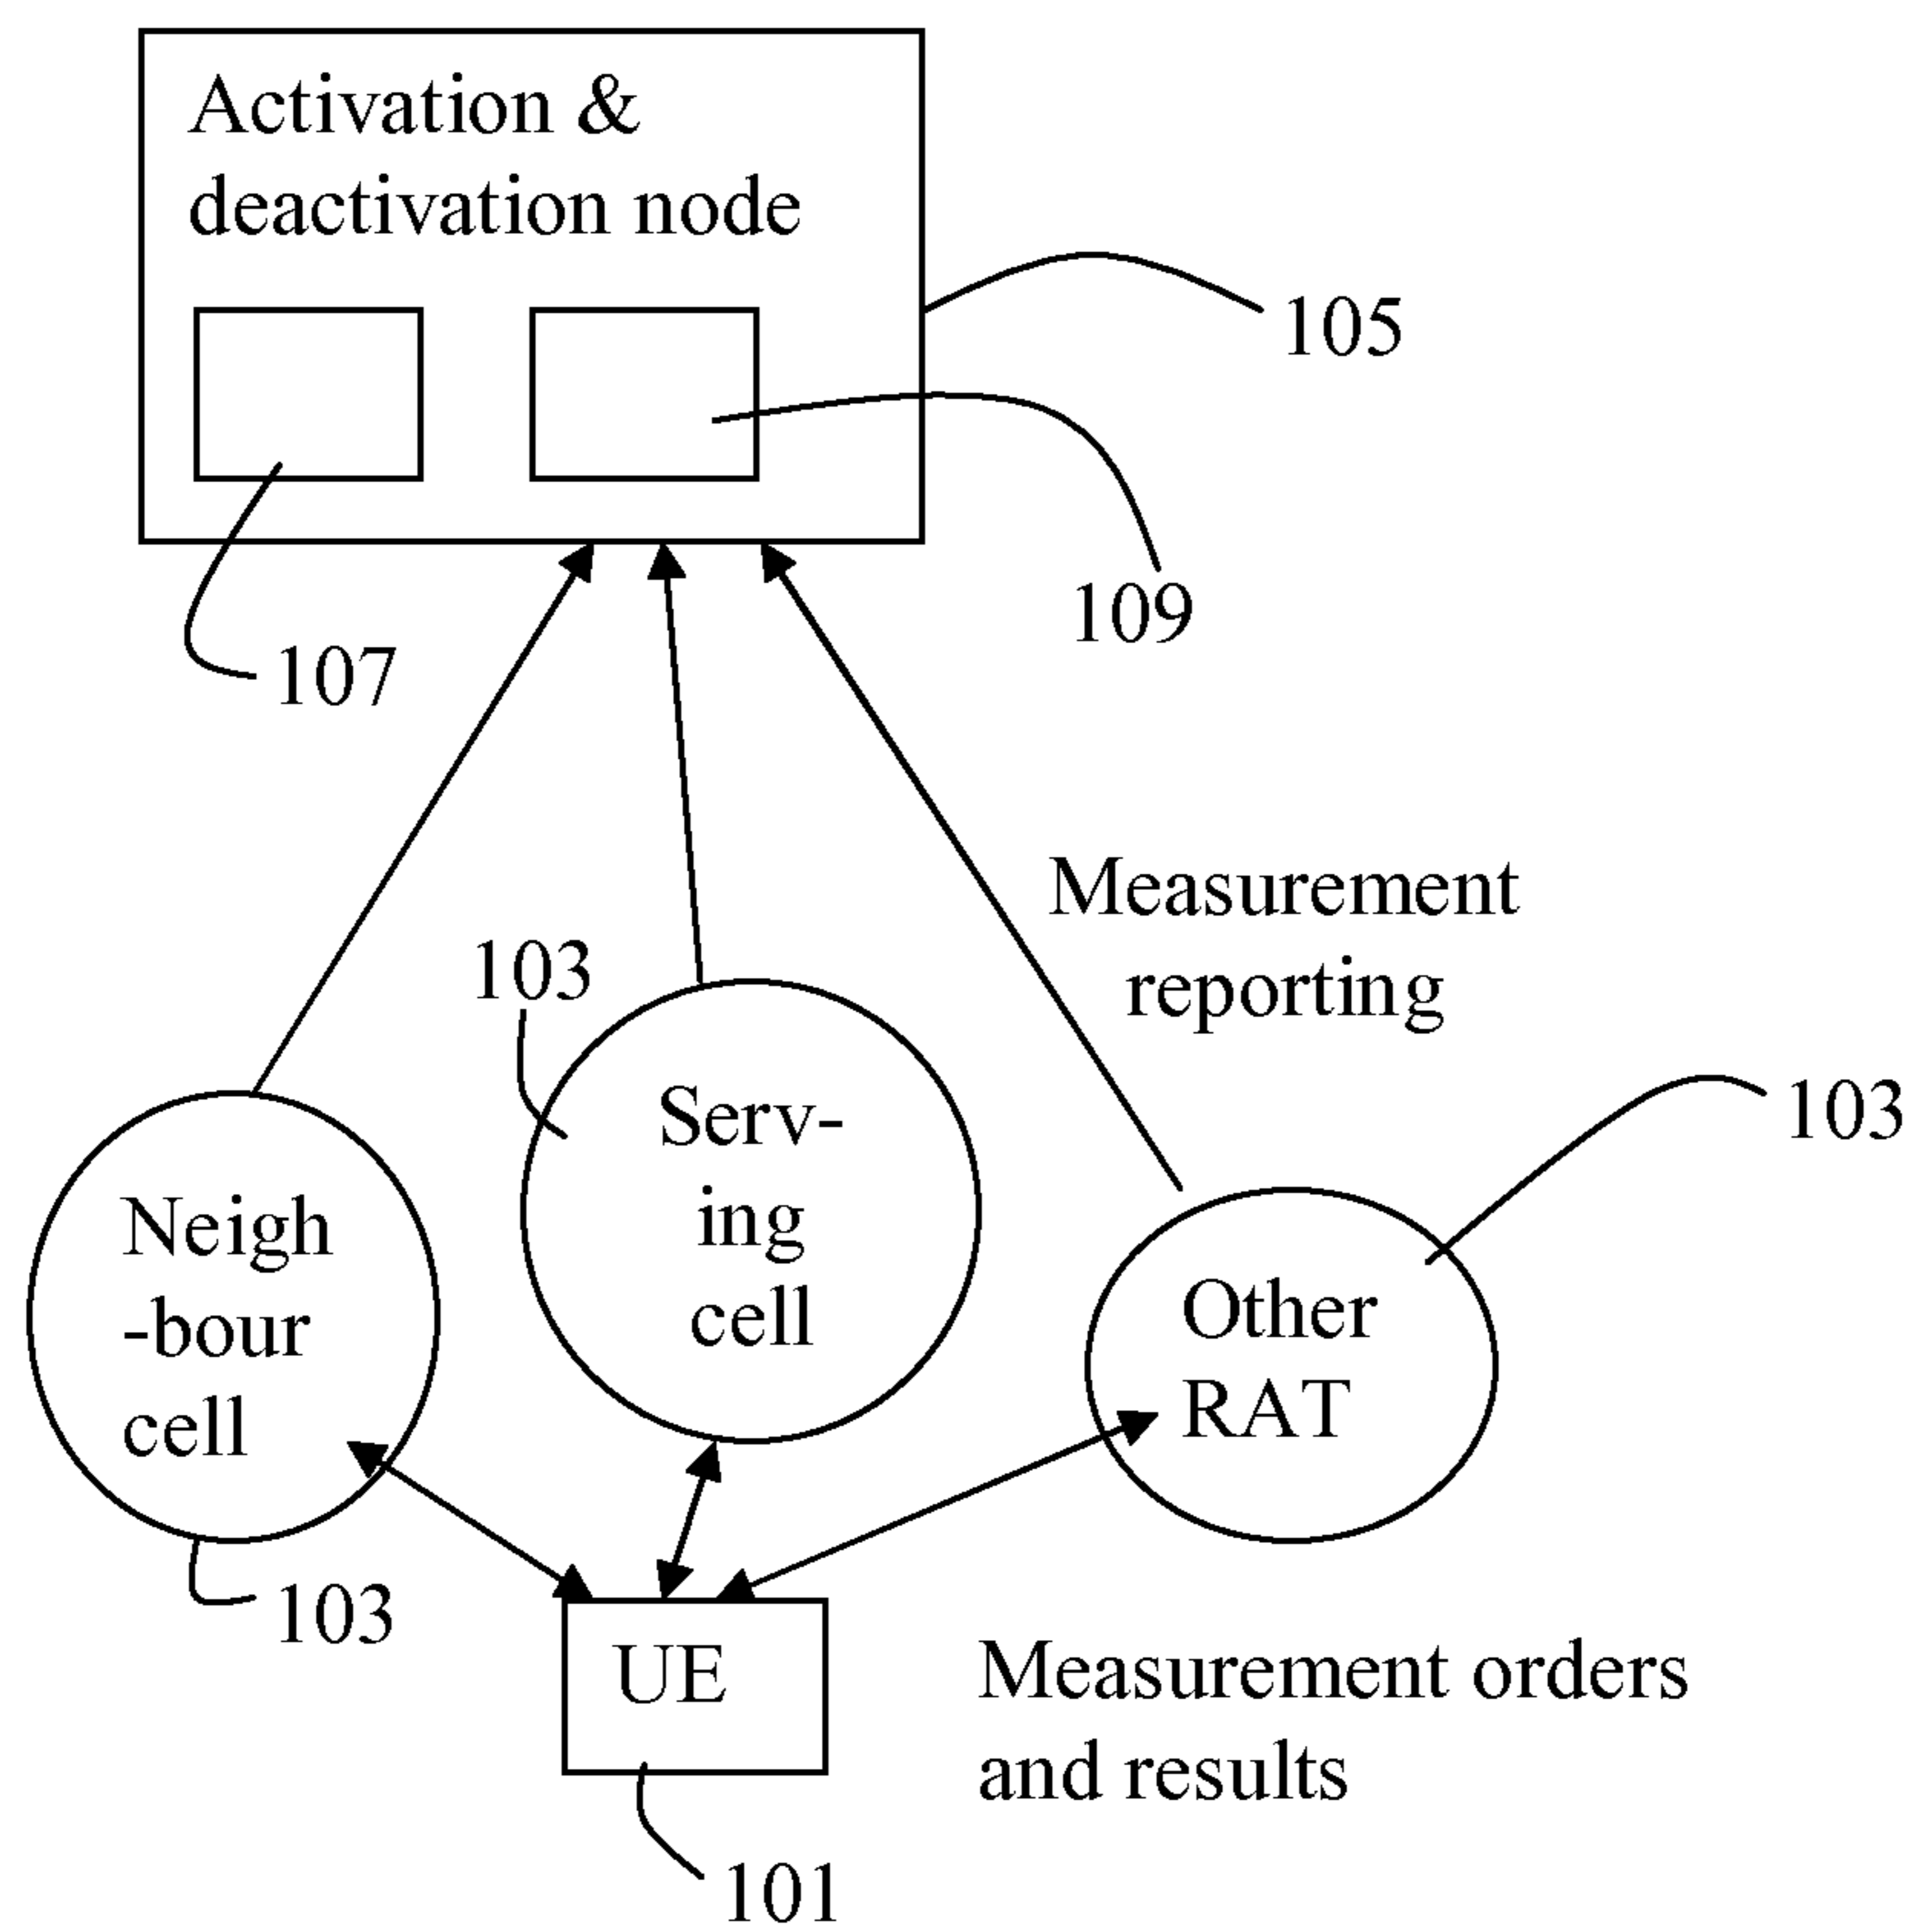 Activation &
deactivation node
105
109
107
Measurement
reporting
103
103
Serv-
ing
cell
Neigh
-bour
cell
Other
RAT
103
UE
Measurement orders
and results
101